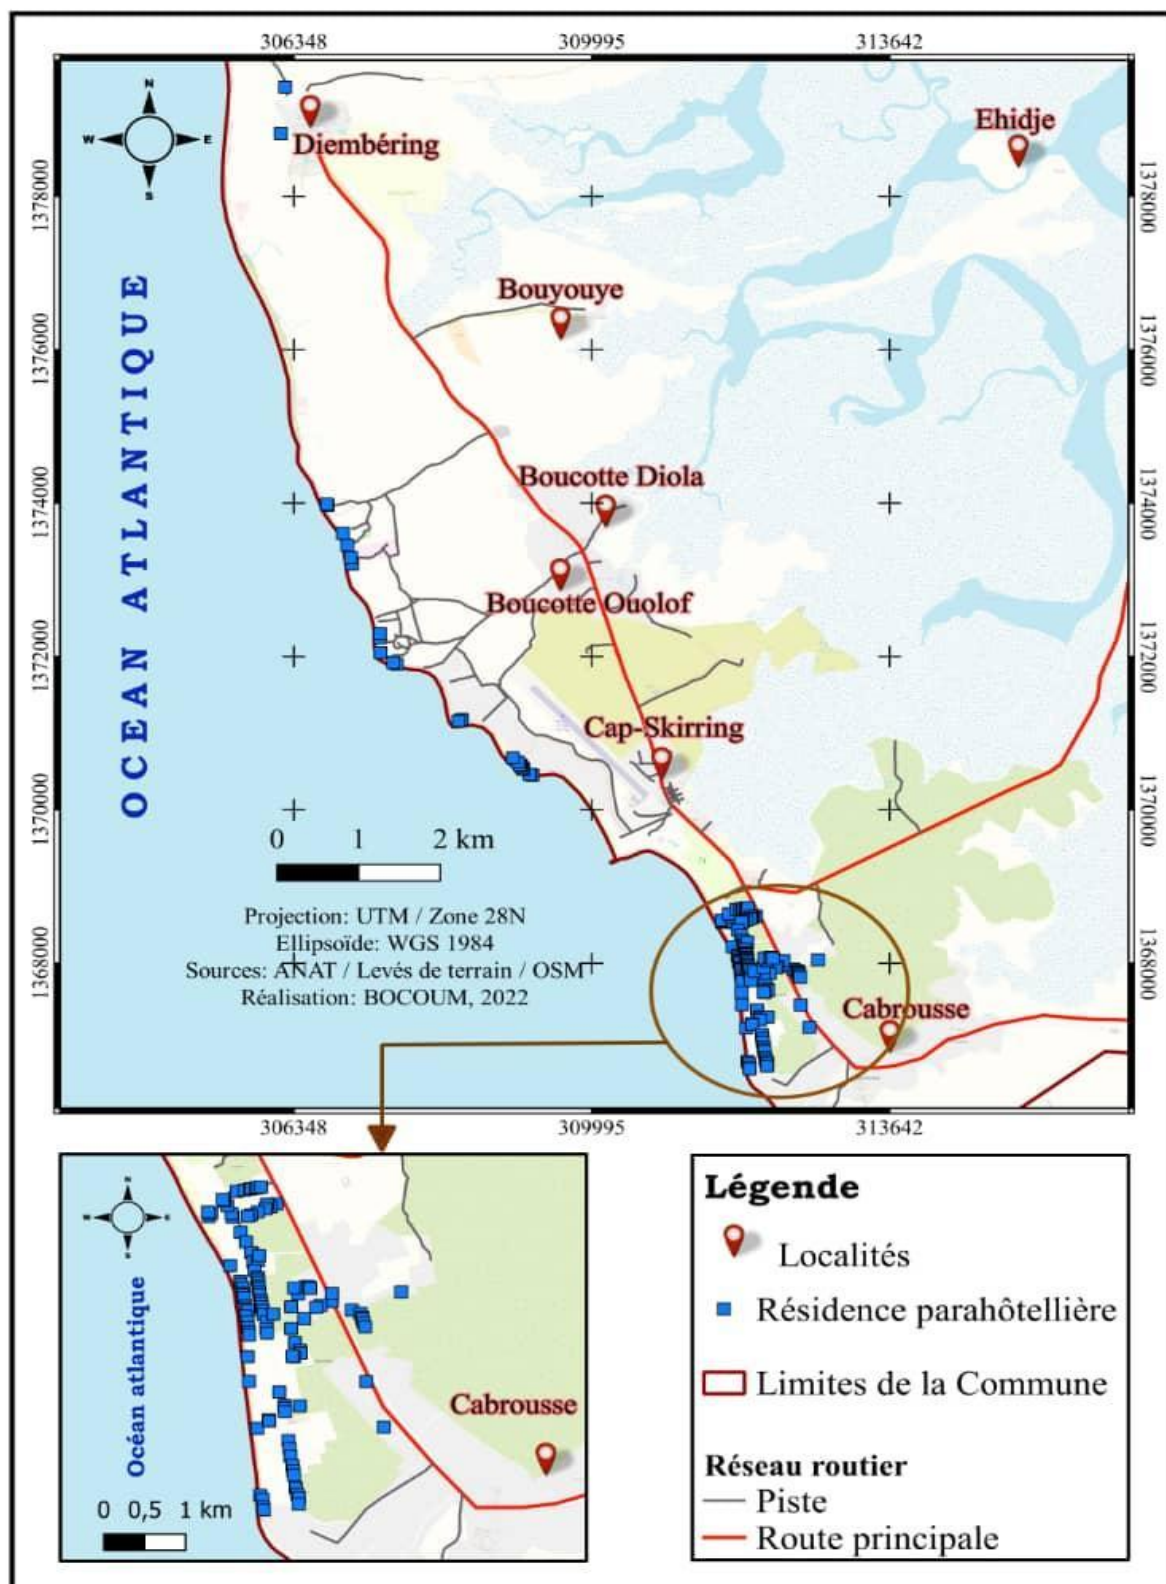 306348 309995 313642
N
W E
S
Diembéring
Ehidje
1378000 1378000
Bouyouye
1376000 1376000
OCEAN ATLANTIQUE
Boucotte Diola
1374000 1374000
Boucotte Ouolof
1372000 1372000
Cap-Skirring
1370000 1370000
0 1 2 km
Projection: UTM / Zone 28N
Ellipsoïde: WGS 1984
Sources: ANAT / Levés de terrain / OSM
Réalisation: BOCOUM, 2022
1368000 1368000
Cabrousse
306348 309995 313642
N
W E
S
Océan atlantique
Cabrousse
0 0,5 1 km
Légende
Localités
Résidence parahôtellière
Limites de la Commune
Réseau routier
Piste
Route principale